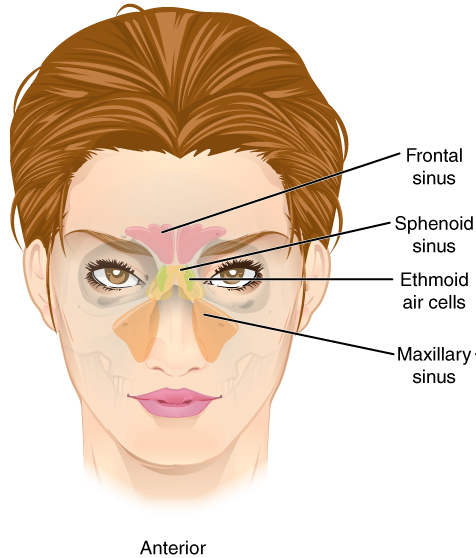 Frontal
sinus
Sphenoid
sinus
Ethmoid
air cells
Maxillary
sinus
Anterior